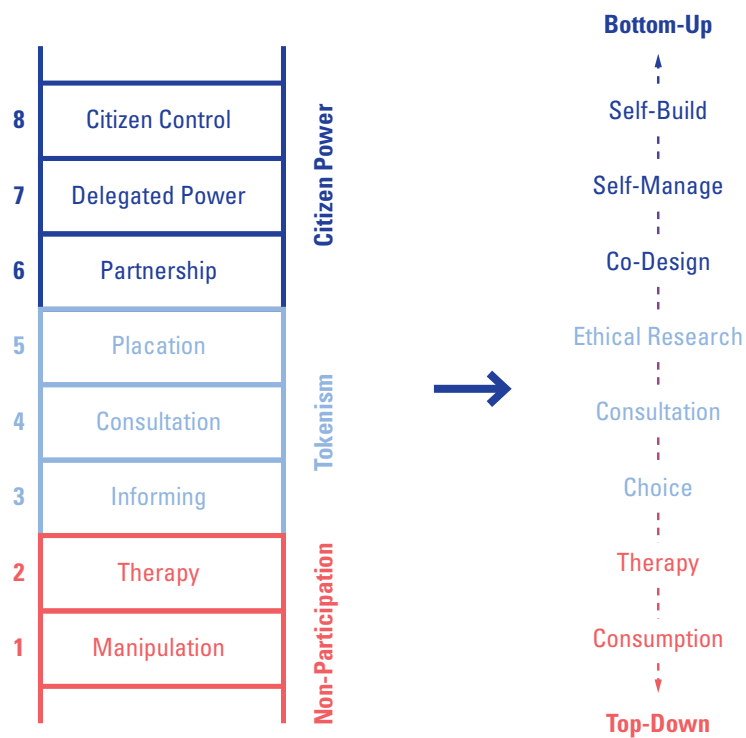 8
Citizen Control
7
Delegated Power
6
Partnership
Citizen Power
5
Placation
4
Consultation
3
Informing
Tokenism
2
Therapy
1
Manipulation
Non-Participation
Bottom-Up
Self-Build
Self-Manage
Co-Design
Ethical Research
Consultation
Choice
Therapy
Consumption
Top-Down